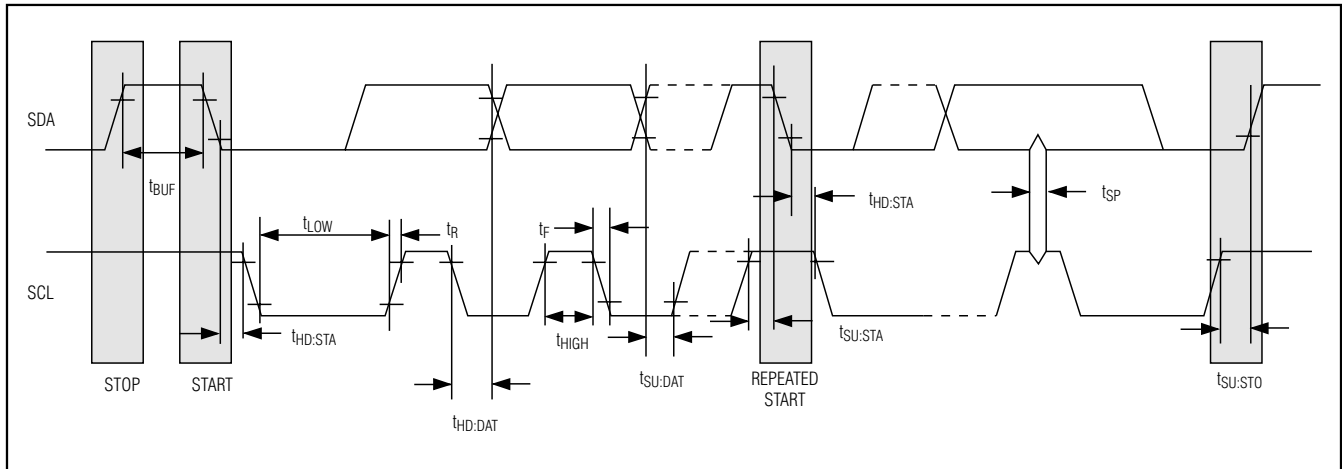 SDA
tBUF
tHD:STA
tSP
tLOW
tR
tF
SCL
tHD:STA
tHIGH
tSU:STA
tSU:DAT
tSU:STO
STOP
START
REPEATED
START
tHD:DAT